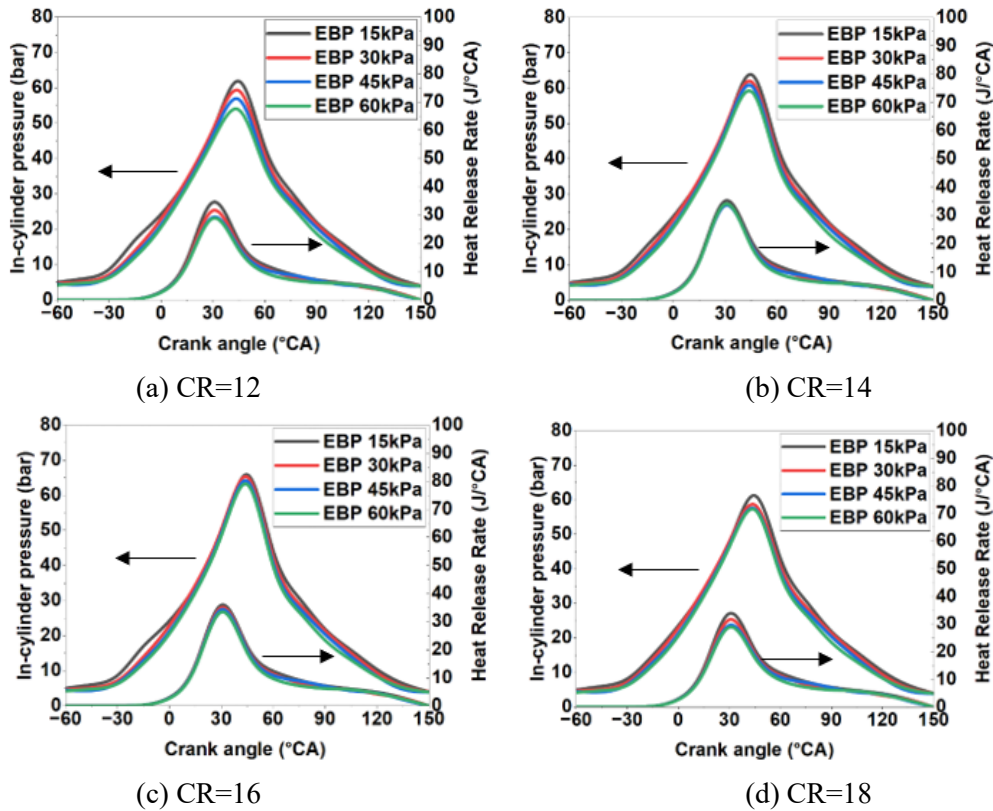 In-cylinder pressure (bar)
80
70
60
50
40
30
20
10
0
EBP 15kPa
EBP 30kPa
EBP 45kPa
EBP 60kPa
100
90
80
70
60
50
40
30
20
10
0
Heat Release Rate (J/°CA)
−60 −30 0 30 60 90 120 150
Crank angle (°CA)
(a) CR=12
In-cylinder pressure (bar)
80
70
60
50
40
30
20
10
0
EBP 15kPa
EBP 30kPa
EBP 45kPa
EBP 60kPa
100
90
80
70
60
50
40
30
20
10
0
Heat Release Rate (J/°CA)
−60 −30 0 30 60 90 120 150
Crank angle (°CA)
(b) CR=14
In-cylinder pressure (bar)
80
70
60
50
40
30
20
10
0
EBP 15kPa
EBP 30kPa
EBP 45kPa
EBP 60kPa
100
90
80
70
60
50
40
30
20
10
0
Heat Release Rate (J/°CA)
−60 −30 0 30 60 90 120 150
Crank angle (°CA)
(c) CR=16
In-cylinder pressure (bar)
80
70
60
50
40
30
20
10
0
EBP 15kPa
EBP 30kPa
EBP 45kPa
EBP 60kPa
100
90
80
70
60
50
40
30
20
10
0
Heat Release Rate (J/°CA)
−60 −30 0 30 60 90 120 150
Crank angle (°CA)
(d) CR=18